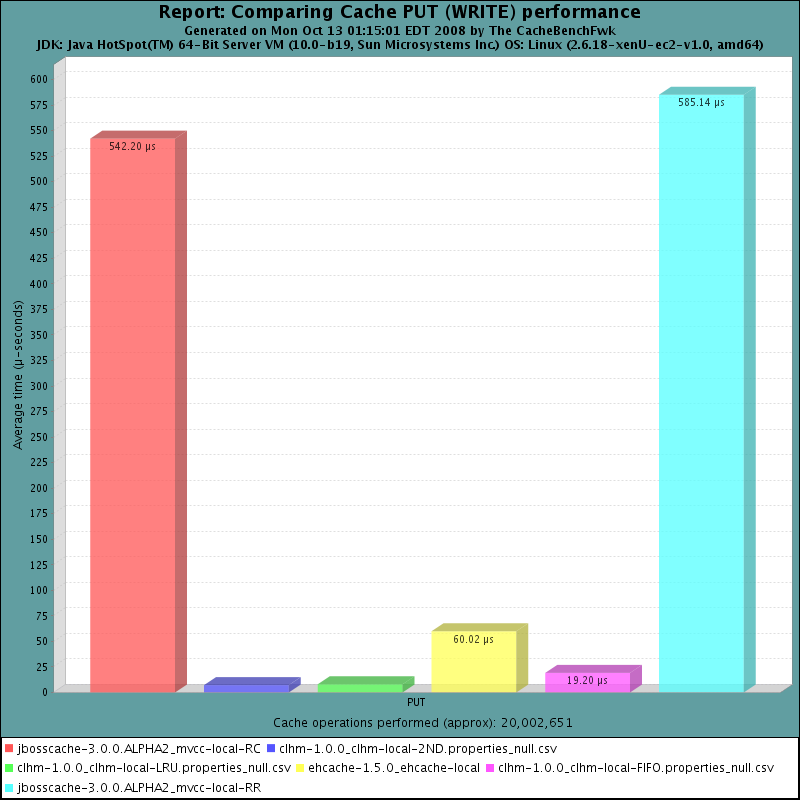 Report: Comparing Cache PUT (WRITE) performance
Generated on Mon Oct 13 01:15:01 EDT 2008 by The CacheBenchFwk
JDK: Java HotSpot(TM) 64-Bit Server VM (10.0-b19, Sun Microsystems Inc.) OS: Linux (2.6.18-xenU-ec2-v1.0, amd64)
600
575
550
525
500
475
450
425
400
375
350
325
300
275
250
225
200
175
150
125
100
75
50
25
0
Average time (µ-seconds)
542.20 µs
60.02 µs
19.20 µs
585.14 µs
PUT
Cache operations performed (approx): 20,002,651
jbosscache-3.0.0.ALPHA2_mvcc-local-RC clhm-1.0.0_clhm-local-2ND.properties_null.csv
clhm-1.0.0_clhm-local-LRU.properties_null.csv ehcache-1.5.0_ehcache-local clhm-1.0.0_clhm-local-FIFO.properties_null.csv
jbosscache-3.0.0.ALPHA2_mvcc-local-RR